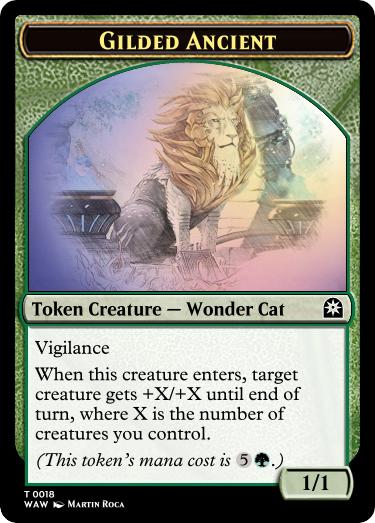 Gilded Ancient
Token Creature — Wonder Cat
Vigilance
When this creature enters, target
creature gets +X/+X until end of
turn, where X is the number of
creatures you control.
(This token's mana cost is 5.)
1/1
T 0018
WAW Martin Roca